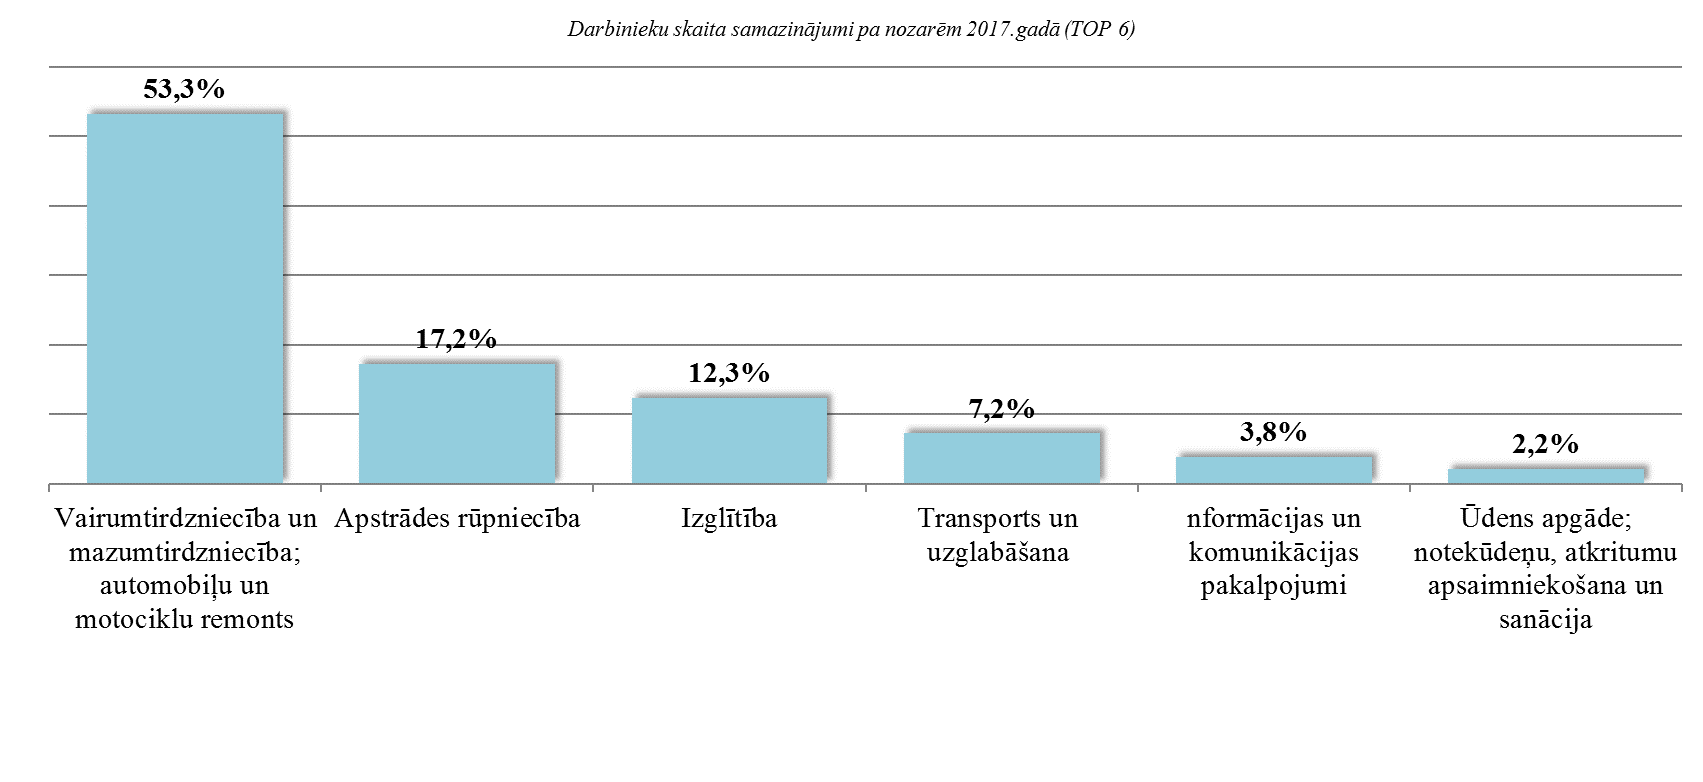 Darbinieku skaita samazinājumi pa nozarēm 2017.gadā (TOP 6)
53,3%
17,2%
12,3%
7,2%
3,8%
2,2%
Vairumtirdzniecība un
mazumtirdzniecība;
automobiļu un
motociklu remonts
Apstrādes rūpniecība
Izglītība
Transports un
uzglabāšana
nformācijas un
komunikācijas
pakalpojumi
Ūdens apgāde;
notekūdeņu, atkritumu
apsaimniekošana un
sanācija